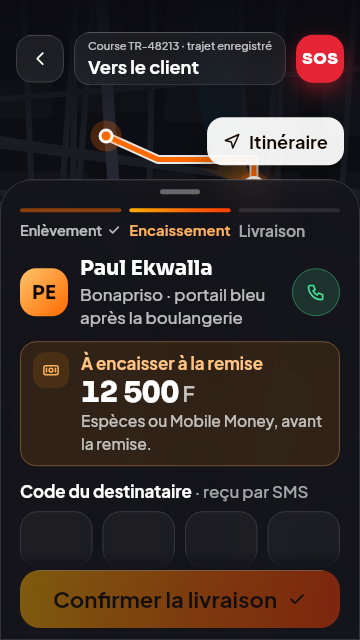 Course TR-48213 · trajet enregistré
Vers le client
SOS
Itinéraire
Enlèvement Encaissement Livraison
PE
Paul Ekwalla
Bonapriso · portail bleu
après la boulangerie
À encaisser à la remise
12 500 F
Espèces ou Mobile Money, avant
la remise.
Code du destinataire · reçu par SMS
Confirmer la livraison